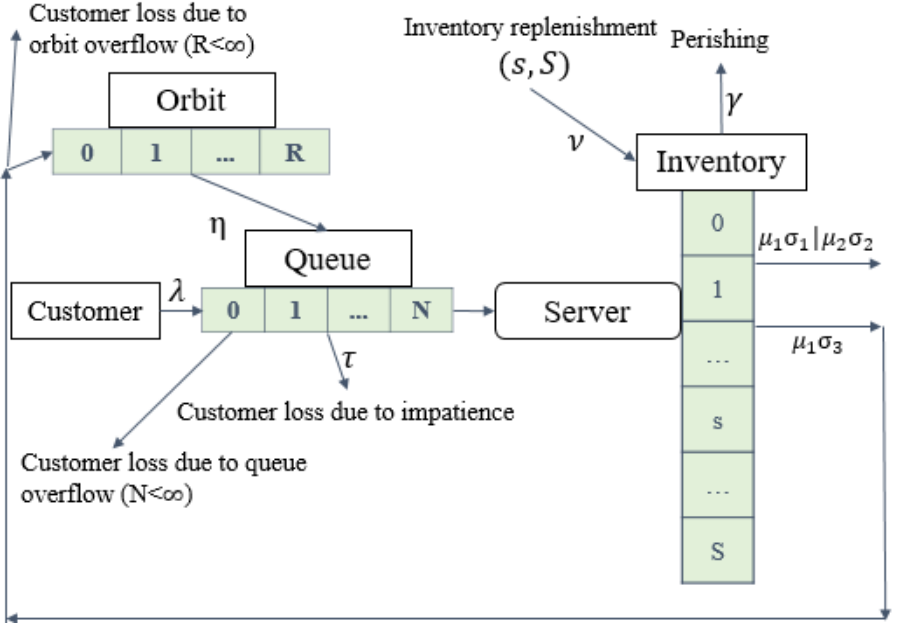 Customer loss due to
orbit overflow (R<∞)
Orbit
0 1 ... R
η
Inventory replenishment
(s, S)
ν
Perishing
γ
Inventory
0
1
...
s
...
S
Queue
0 1 ... N
Customer
λ
Server
μ₁σ₁|μ₂σ₂
μ₁σ₃
τ
Customer loss due to impatience
Customer loss due to queue
overflow (N<∞)